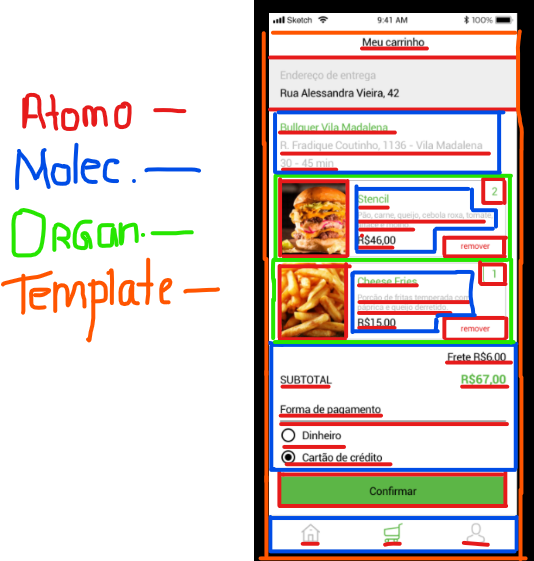 Sketch 9:41 AM 100%
Meu carrinho
Endereço de entrega
Rua Alessandra Vieira, 42
Atomo
Molec.
Organ.
Template
Bullguer Vila Madalena
R. Fradique Coutinho, 1136 - Vila Madalena
30 - 45 min
2
Stencil
Pão, carne, queijo, cebola roxa, tomate,
R$46,00
remover
1
Cheese Fries
Porção de fritas temperada com
páprica e queijo derretido
R$15,00
remover
Frete R$6,00
SUBTOTAL R$67,00
Forma de pagamento
Dinheiro
Cartão de crédito
Confirmar